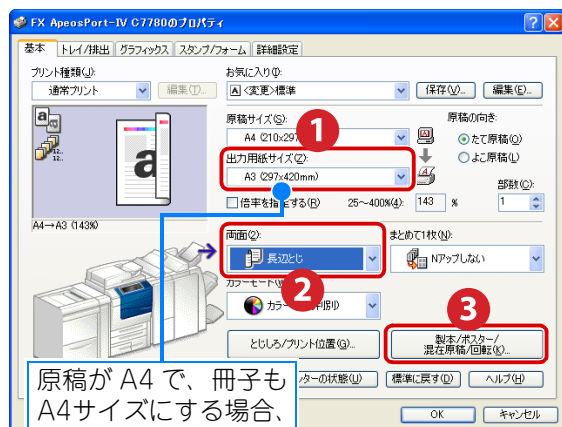 FX ApeosPort-IV C7780のプロパティ
基本 トレイ/排出 グラフィックス スタンプ/フォーム 詳細設定
プリント種類(J):
通常プリント
編集(T)...
お気に入り(I):
A <変更>標準
保存(V)... 編集(E)...
原稿サイズ(S):
A4 (210x297
1
出力用紙サイズ(Z):
A3 (297x420mm)
原稿の向き:
たて原稿(O)
よこ原稿(L)
倍率を指定する(R) 25～400%(4): 143 %
部数(C):
1
a
12..
12..
a
A4→A3 (143%)
両面(2):
長辺とじ
2
まとめて1枚(N):
Nアップしない
カラーモード
カラー
とじしろ/プリント位置(G)...
3
製本/ポスター/
混在原稿/回転(K)...
ターの状態(U) 標準に戻す(D) ヘルプ(H)
原稿が A4 で、冊子も
A4サイズにする場合、
OK キャンセル